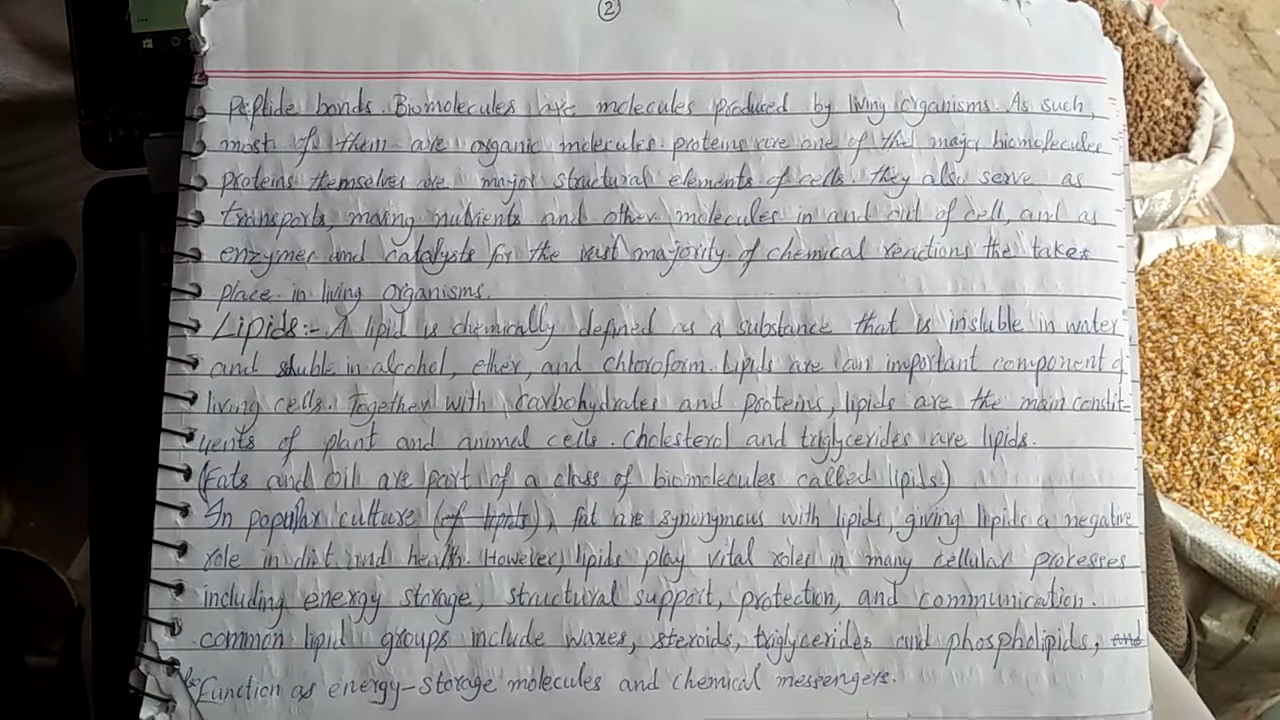 2
Peptide bonds. Biomolecules are molecules produced by living organisms. As such,
most of them are organic molecules. proteins are one of the major biomolecules
proteins themselves are major structural elements of cells. they also serve as
transports, moving nutrients and other molecules in and out of cell, and as
enzymes and catalysts for the vast majority of chemical reactions the takes
place in living organisms.
Lipids:- A lipid is chemically defined as a substance that is insluble in water
and soluble in alcohol, ether, and chloroform. Lipids are an important component of
living cells. Together with carbohydrates and proteins, lipids are the main constit-
uents of plant and animal cells. Cholesterol and triglycerides are lipids.
(Fats and Oil are part of a class of biomolecules called lipids.)
In popular culture (of lipids), fat are synonymous with lipids, giving lipids a negative
role in diet and health. However, lipids play vital roles in many cellular processes
including energy storage, structural support, protection, and communication.
common lipid groups include waxes, steroids, triglycerides and phospholipids, and
Function as energy-storage molecules and chemical messengers.